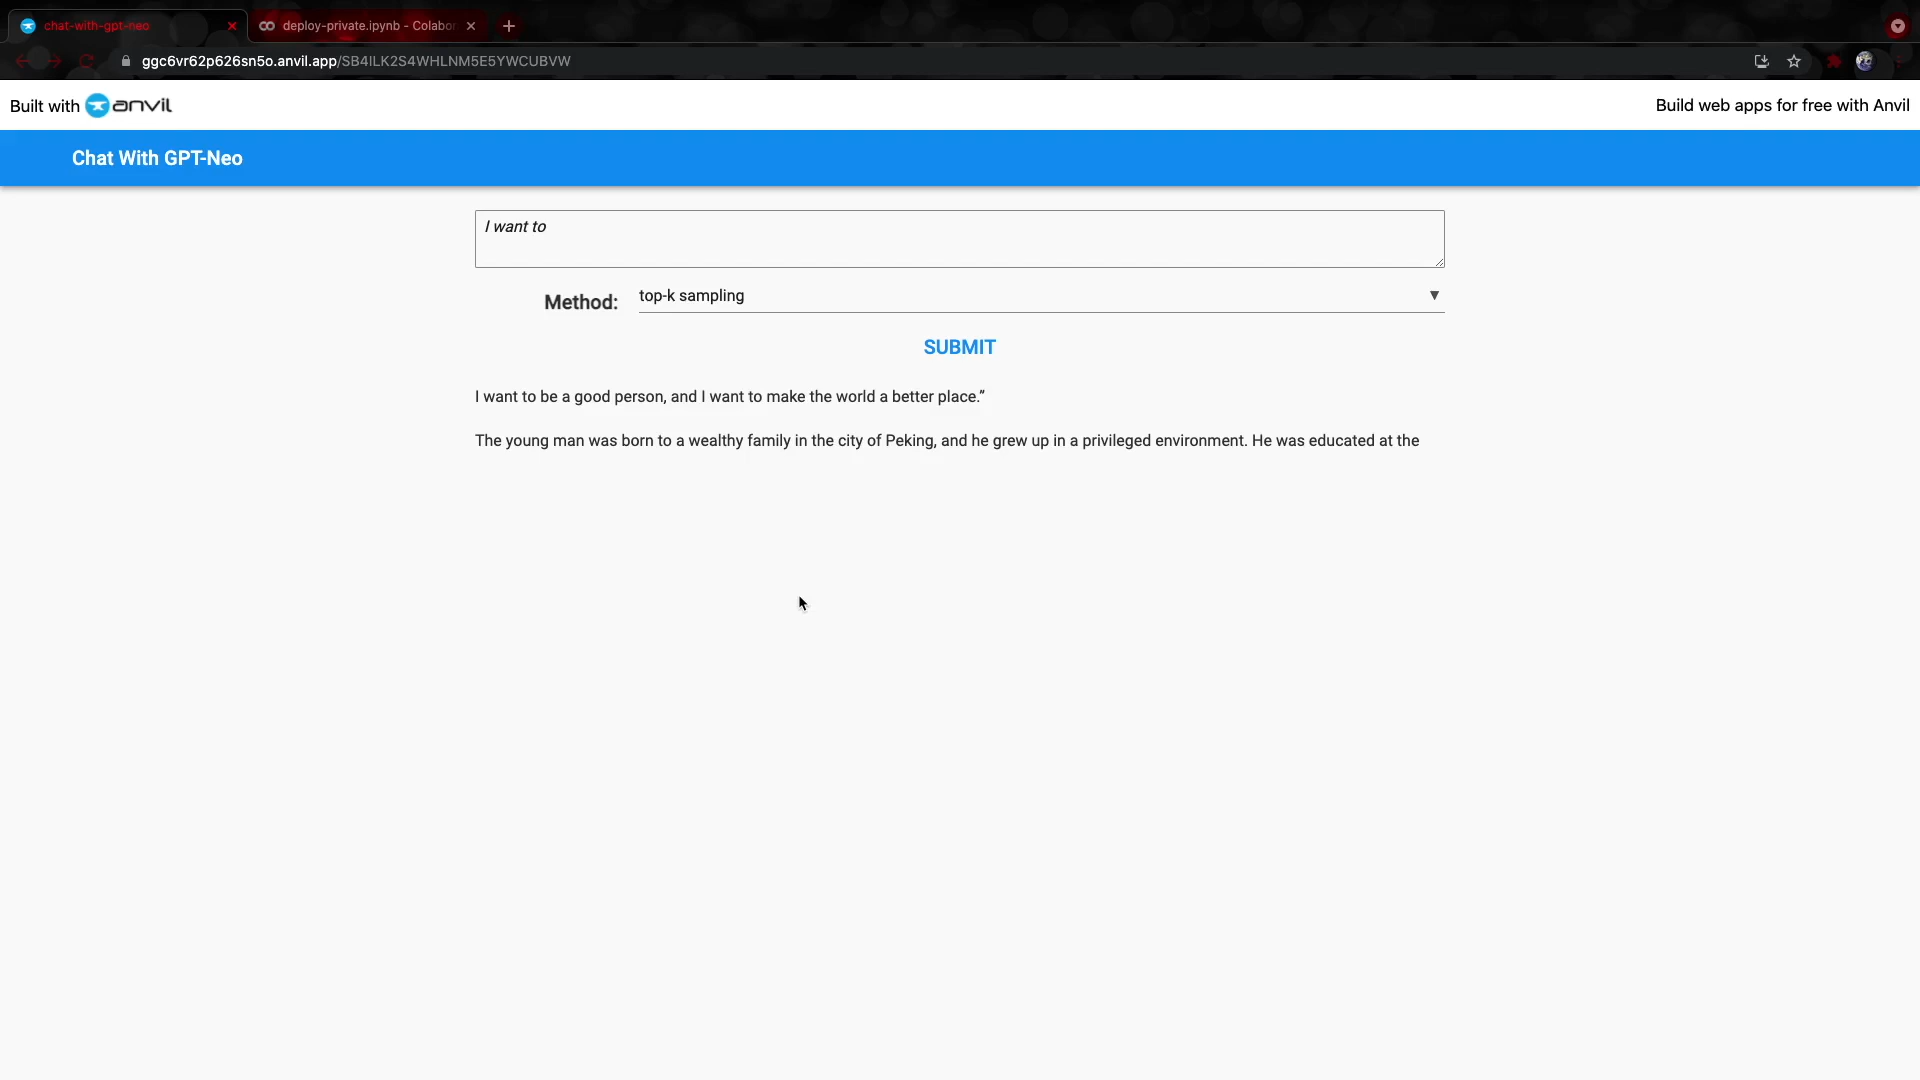 chat-with-gpt-neo
deploy-private.ipynb - Colabor
ggc6vr62p626sn5o.anvil.app/SB4ILK2S4WHLNM5E5YWCUBVW
Built with anvil
Build web apps for free with Anvil
Chat With GPT-Neo
I want to
Method: top-k sampling
SUBMIT
I want to be a good person, and I want to make the world a better place.”
The young man was born to a wealthy family in the city of Peking, and he grew up in a privileged environment. He was educated at the